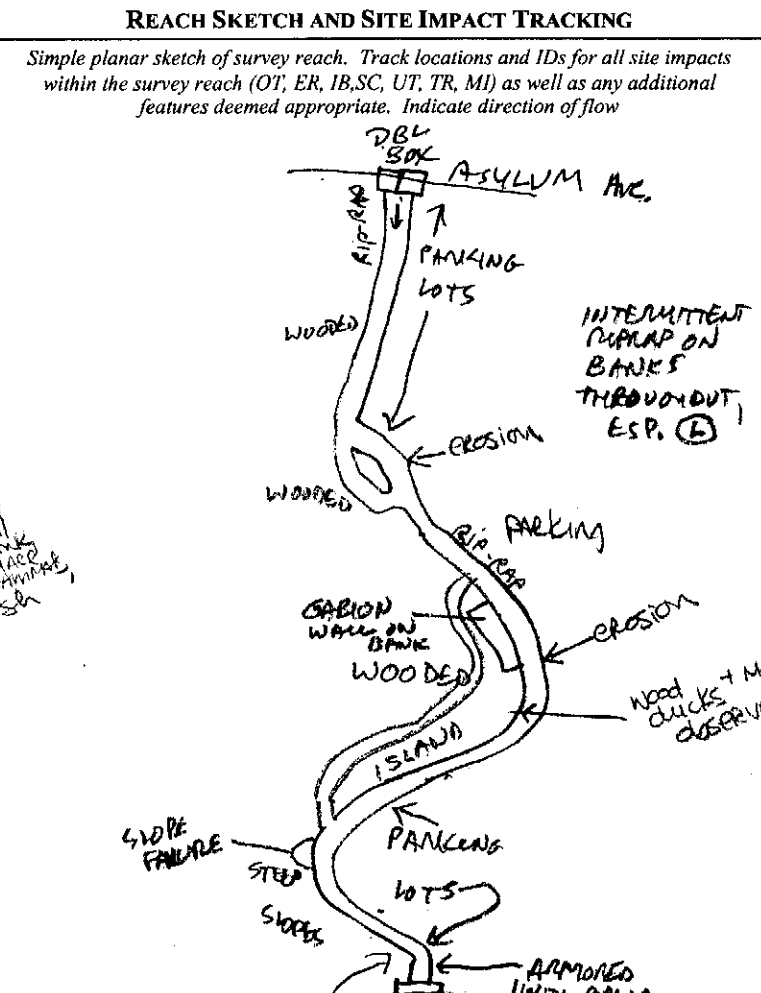 REACH SKETCH AND SITE IMPACT TRACKING
Simple planar sketch of survey reach. Track locations and IDs for all site impacts
within the survey reach (OT, ER, IB,SC, UT, TR, MI) as well as any additional
features deemed appropriate. Indicate direction of flow
DBL
BOX
ASYLUM AVE.
RIP-RAP
PARKING
LOTS
WOODED
INTERMITTENT
RIPRAP ON
BANKS
THROUGHOUT,
ESP. L
EROSION
WOODED
PARKING
RIP-RAP
GABION
WALL ON
BANK
WOODED
EROSION
wood
ducks + M
OBSERV
ISLAND
SLOPE
FAILURE
STEEP
SLOPES
PARKING
LOTS
ARMORED